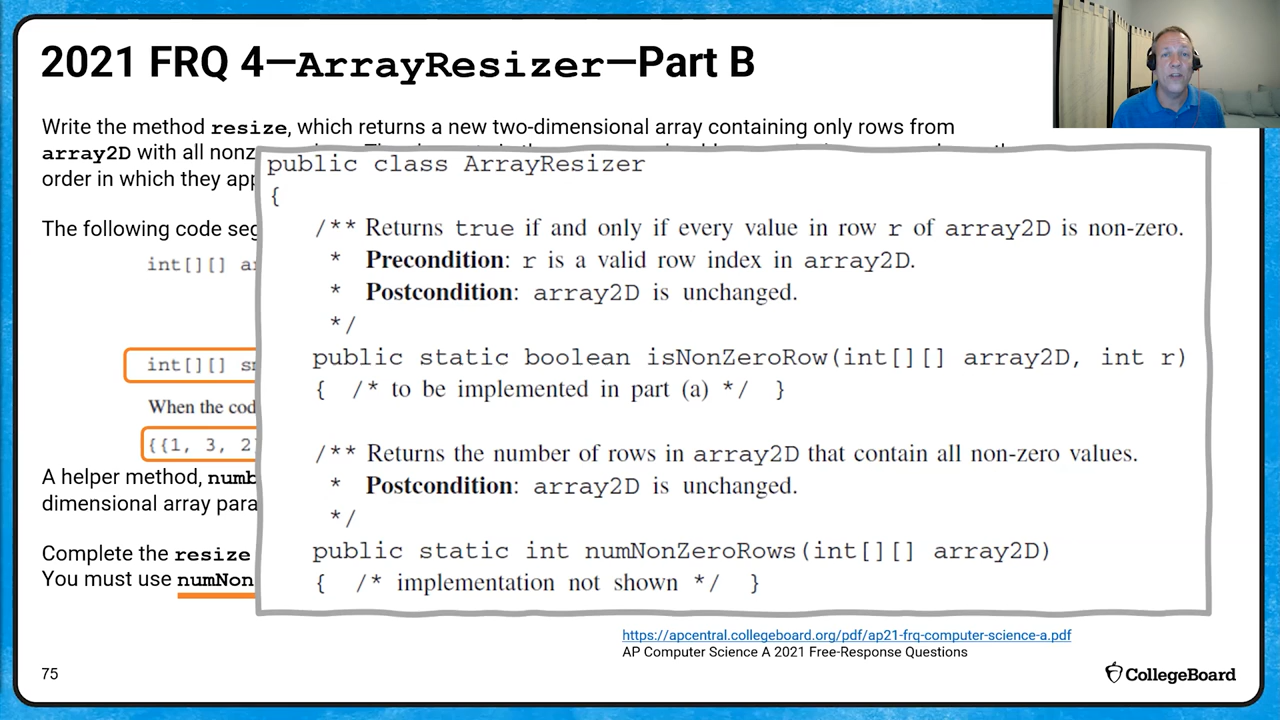 2021 FRQ 4—ArrayResizer—Part B
Write the method resize, which returns a new two-dimensional array containing only rows from
array2D with all nonz
order in which they app
The following code seg
int[][] ar
int[][] sm
When the cod
{{1, 3, 2}
A helper method, numb
dimensional array para
Complete the resize
You must use numNon
public class ArrayResizer
{
/** Returns true if and only if every value in row r of array2D is non-zero.
* Precondition: r is a valid row index in array2D.
* Postcondition: array2D is unchanged.
*/
public static boolean isNonZeroRow(int[][] array2D, int r)
{ /* to be implemented in part (a) */ }
/** Returns the number of rows in array2D that contain all non-zero values.
* Postcondition: array2D is unchanged.
*/
public static int numNonZeroRows(int[][] array2D)
{ /* implementation not shown */ }
https://apcentral.collegeboard.org/pdf/ap21-frq-computer-science-a.pdf
AP Computer Science A 2021 Free-Response Questions
75
CollegeBoard